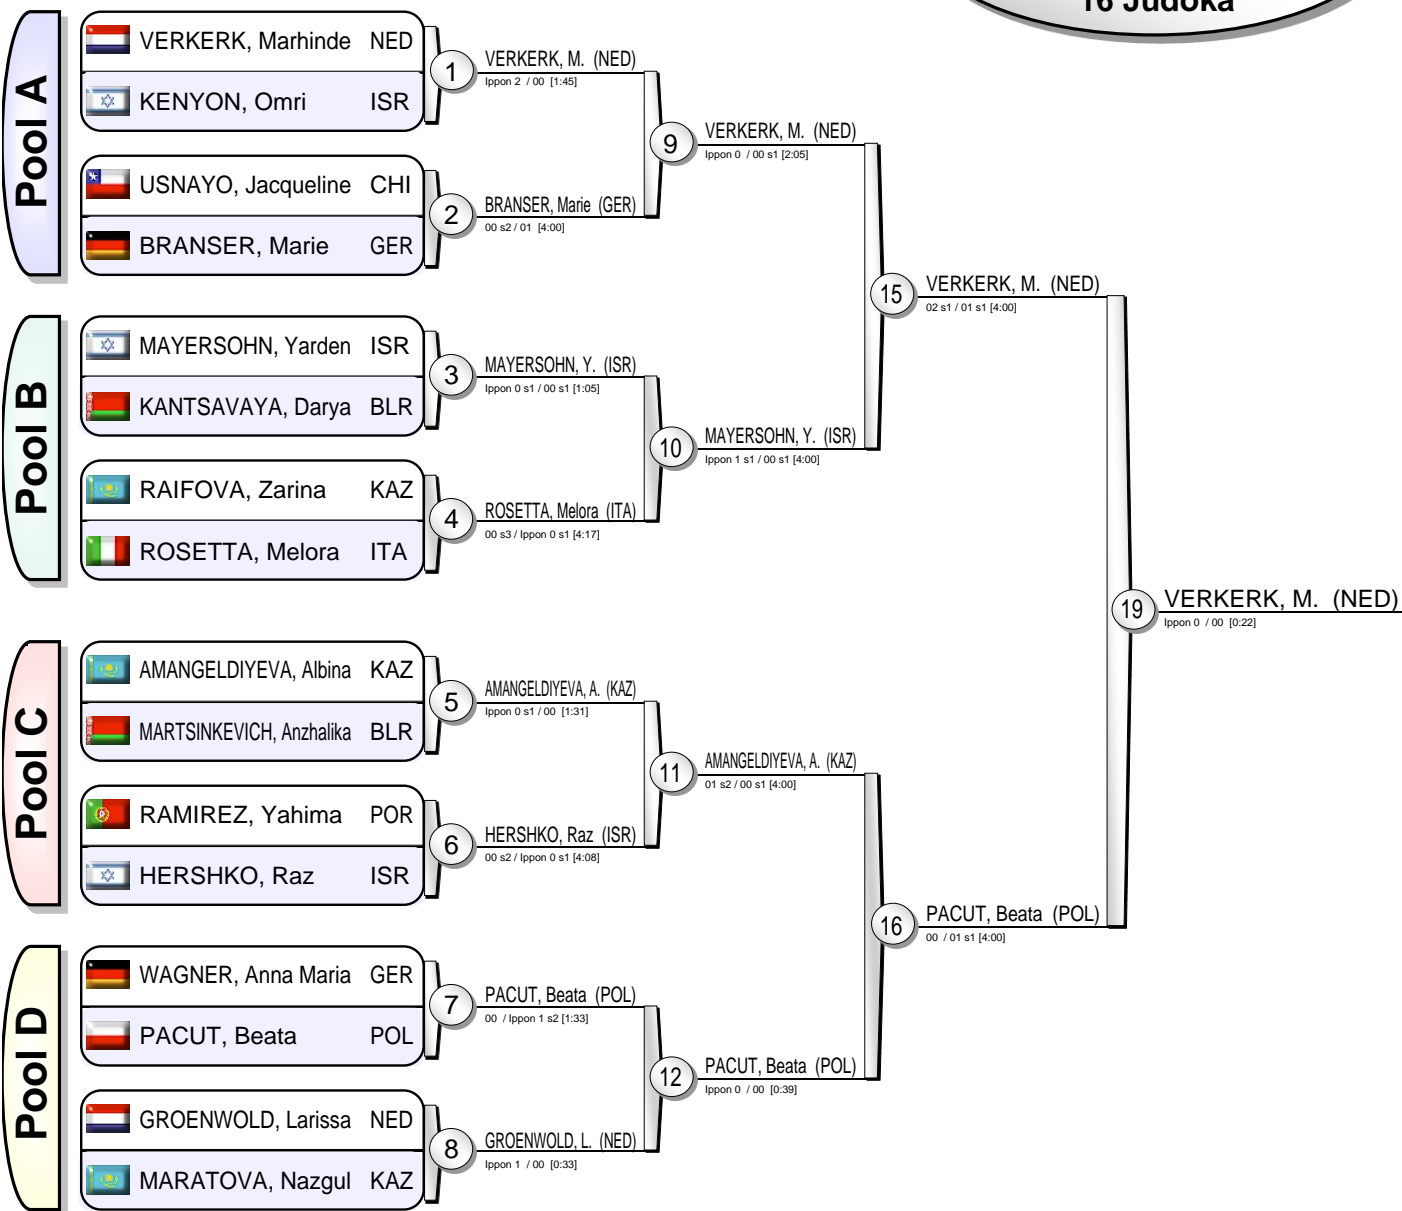 16 Judoka
Pool A
VERKERK, Marhinde NED
KENYON, Omri ISR
1
VERKERK, M. (NED)
Ippon 2 / 00 [1:45]
USNAYO, Jacqueline CHI
BRANSER, Marie GER
2
BRANSER, Marie (GER)
00 s2 / 01 [4:00]
9
VERKERK, M. (NED)
Ippon 0 / 00 s1 [2:05]
Pool B
MAYERSOHN, Yarden ISR
KANTSAVAYA, Darya BLR
3
MAYERSOHN, Y. (ISR)
Ippon 0 s1 / 00 s1 [1:05]
RAIFOVA, Zarina KAZ
ROSETTA, Melora ITA
4
ROSETTA, Melora (ITA)
00 s3 / Ippon 0 s1 [4:17]
10
MAYERSOHN, Y. (ISR)
Ippon 1 s1 / 00 s1 [4:00]
15
VERKERK, M. (NED)
02 s1 / 01 s1 [4:00]
Pool C
AMANGELDIYEVA, Albina KAZ
MARTSINKEVICH, Anzhalika BLR
5
AMANGELDIYEVA, A. (KAZ)
Ippon 0 s1 / 00 [1:31]
RAMIREZ, Yahima POR
HERSHKO, Raz ISR
6
HERSHKO, Raz (ISR)
00 s2 / Ippon 0 s1 [4:08]
11
AMANGELDIYEVA, A. (KAZ)
01 s2 / 00 s1 [4:00]
Pool D
WAGNER, Anna Maria GER
PACUT, Beata POL
7
PACUT, Beata (POL)
00 / Ippon 1 s2 [1:33]
GROENWOLD, Larissa NED
MARATOVA, Nazgul KAZ
8
GROENWOLD, L. (NED)
Ippon 1 / 00 [0:33]
12
PACUT, Beata (POL)
Ippon 0 / 00 [0:39]
16
PACUT, Beata (POL)
00 / 01 s1 [4:00]
19
VERKERK, M. (NED)
Ippon 0 / 00 [0:22]